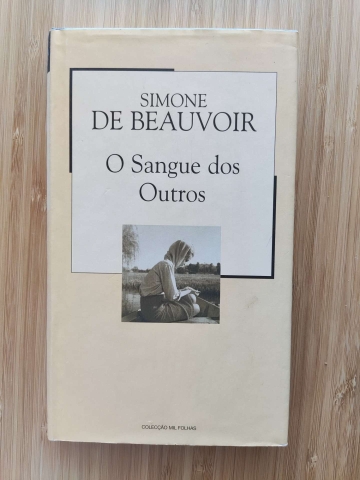 SIMONE
DE BEAUVOIR
O Sangue dos
Outros
COLECÇÃO MIL FOLHAS